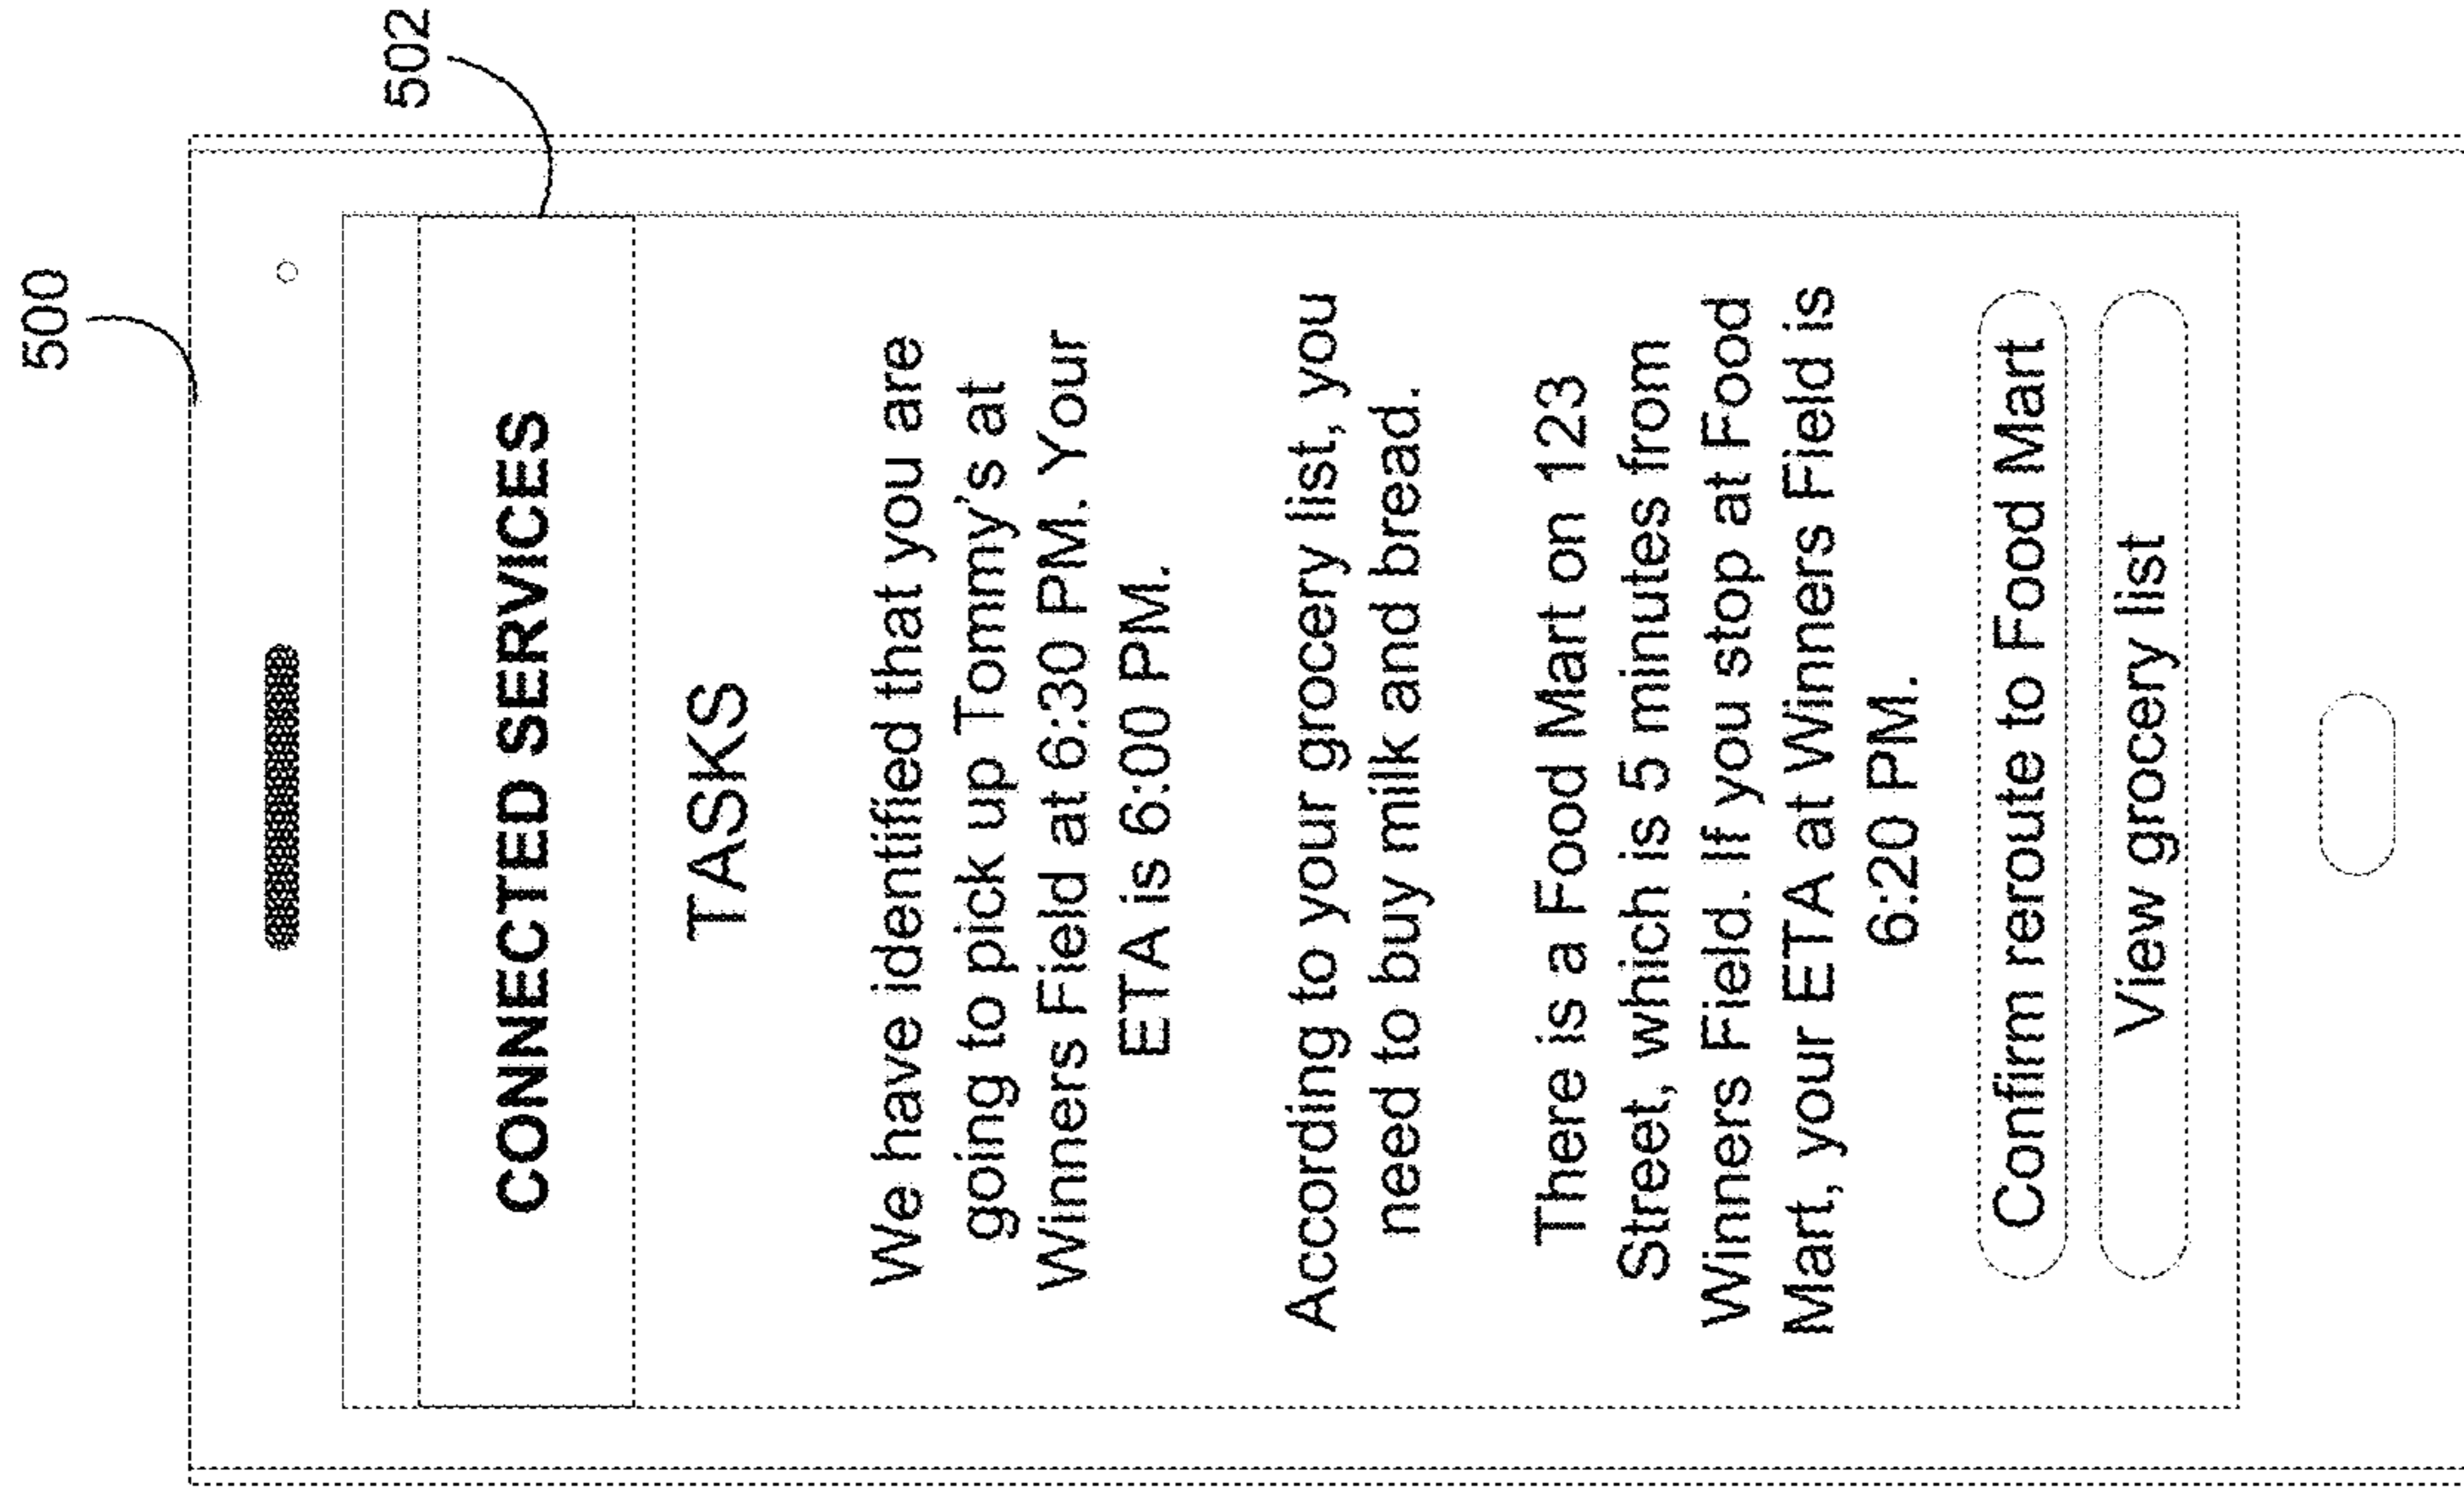 500
502
CONNECTED SERVICES
TASKS
We have identified that you are
going to pick up Tommy's at
Winners Field at 6:30 PM. Your
ETA is 6:00 PM.
According to your grocery list, you
need to buy milk and bread.
There is a Food Mart on 123
Street, which is 5 minutes from
Winners Field. If you stop at Food
Mart, your ETA at Winners Field is
6:20 PM.
Confirm reroute to Food Mart
View grocery list